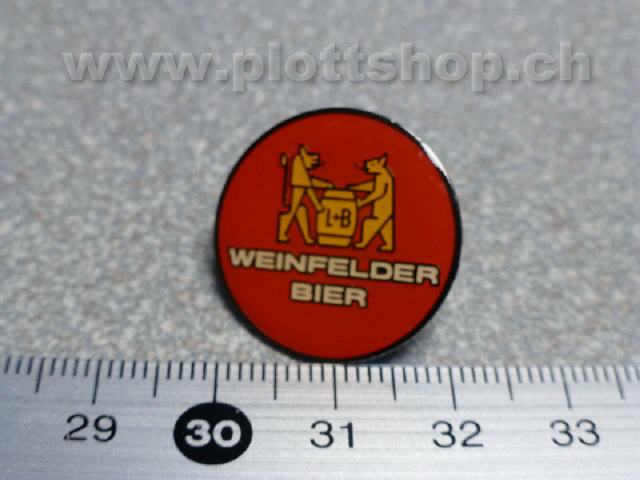 www.plottshop.ch
L+B
WEINFELDER
BIER
29 30 31 32 33